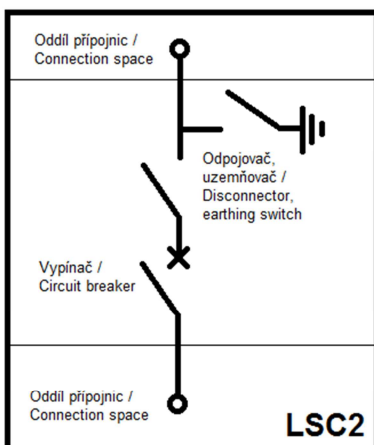 Oddíl přípojnic /
Connection space
Odpojovač,
uzemňovač /
Disconnector,
earthing switch
Vypínač /
Circuit breaker
Oddíl přípojnic /
Connection space
LSC2